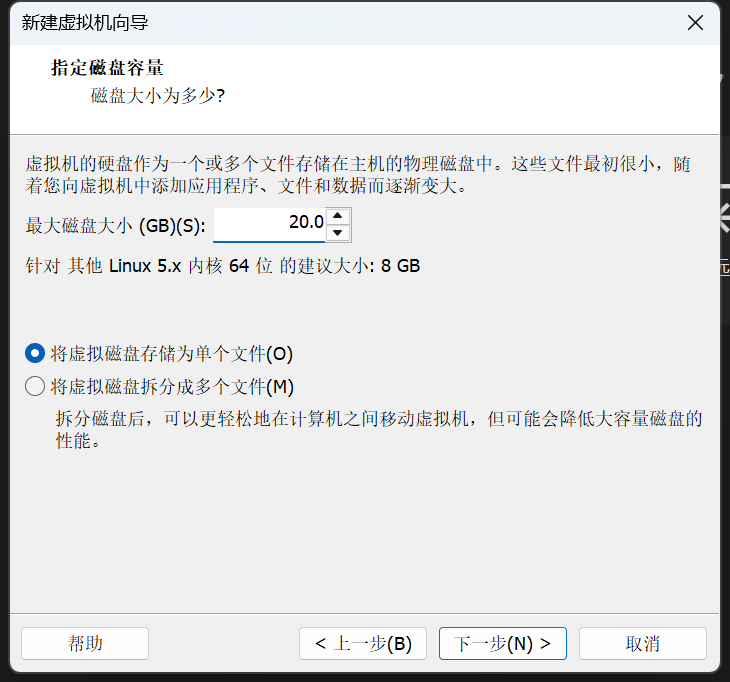 新建虚拟机向导
指定磁盘容量
磁盘大小为多少?
虚拟机的硬盘作为一个或多个文件存储在主机的物理磁盘中。这些文件最初很小，随
着您向虚拟机中添加应用程序、文件和数据而逐渐变大。
最大磁盘大小 (GB)(S): 20.0
针对 其他 Linux 5.x 内核 64 位 的建议大小: 8 GB
将虚拟磁盘存储为单个文件(O)
将虚拟磁盘拆分成多个文件(M)
拆分磁盘后，可以更轻松地在计算机之间移动虚拟机，但可能会降低大容量磁盘的
性能。
帮助 < 上一步(B) 下一步(N) > 取消